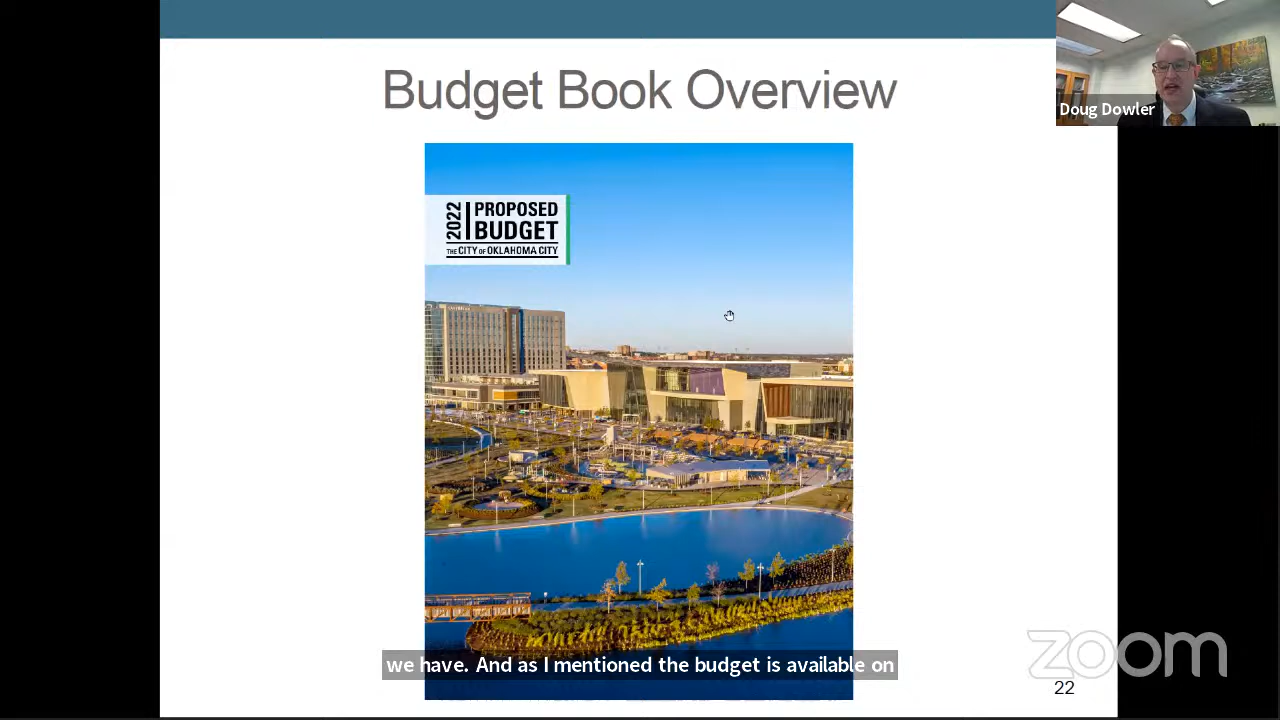 Budget Book Overview
Doug Dowler
2022
PROPOSED
BUDGET
THE CITY OF OKLAHOMA CITY
we have. And as I mentioned the budget is available on
zoom
22